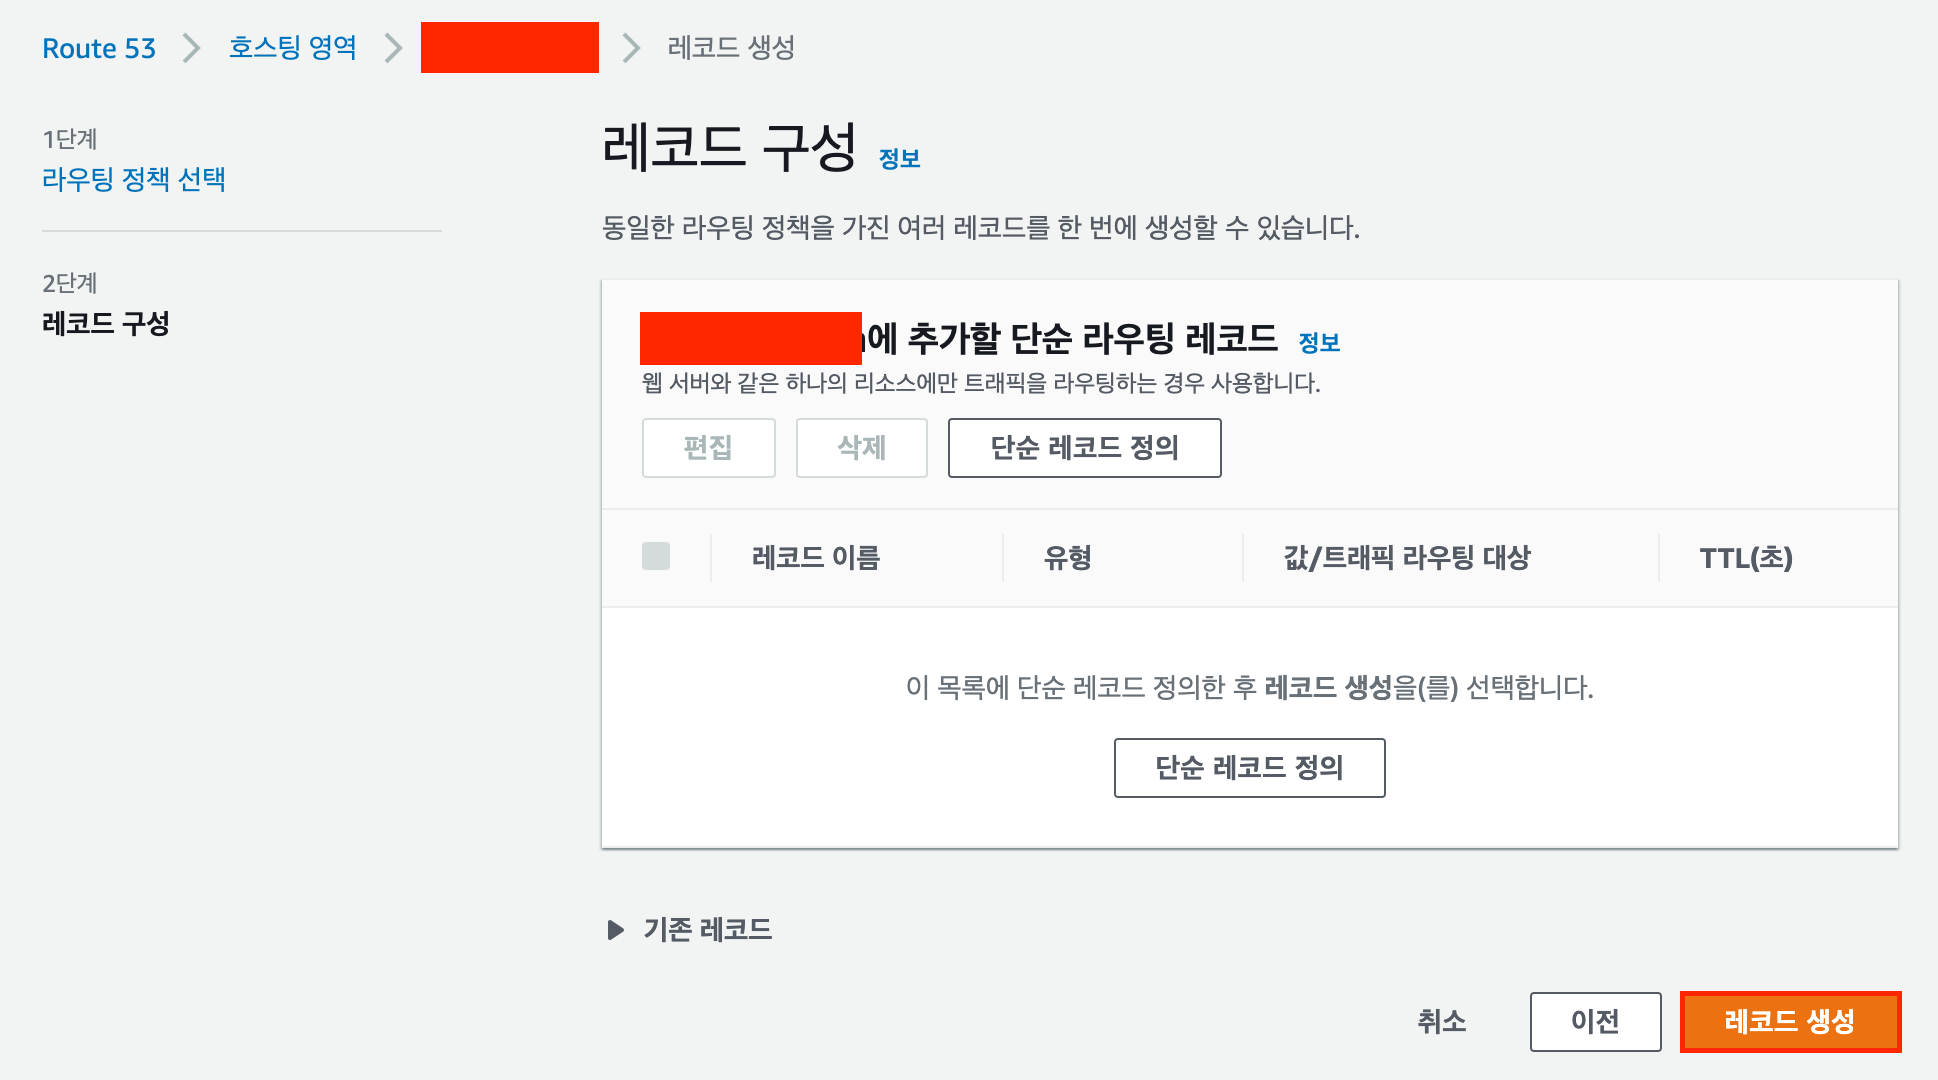 Route 53 호스팅 영역 레코드 생성
1단계
라우팅 정책 선택
2단계
레코드 구성
레코드 구성 정보
동일한 라우팅 정책을 가진 여러 레코드를 한 번에 생성할 수 있습니다.
에 추가할 단순 라우팅 레코드 정보
웹 서버와 같은 하나의 리소스에만 트래픽을 라우팅하는 경우 사용합니다.
편집 삭제 단순 레코드 정의
레코드 이름 유형 값/트래픽 라우팅 대상 TTL(초)
이 목록에 단순 레코드 정의한 후 레코드 생성을(를) 선택합니다.
단순 레코드 정의
기존 레코드
취소 이전 레코드 생성